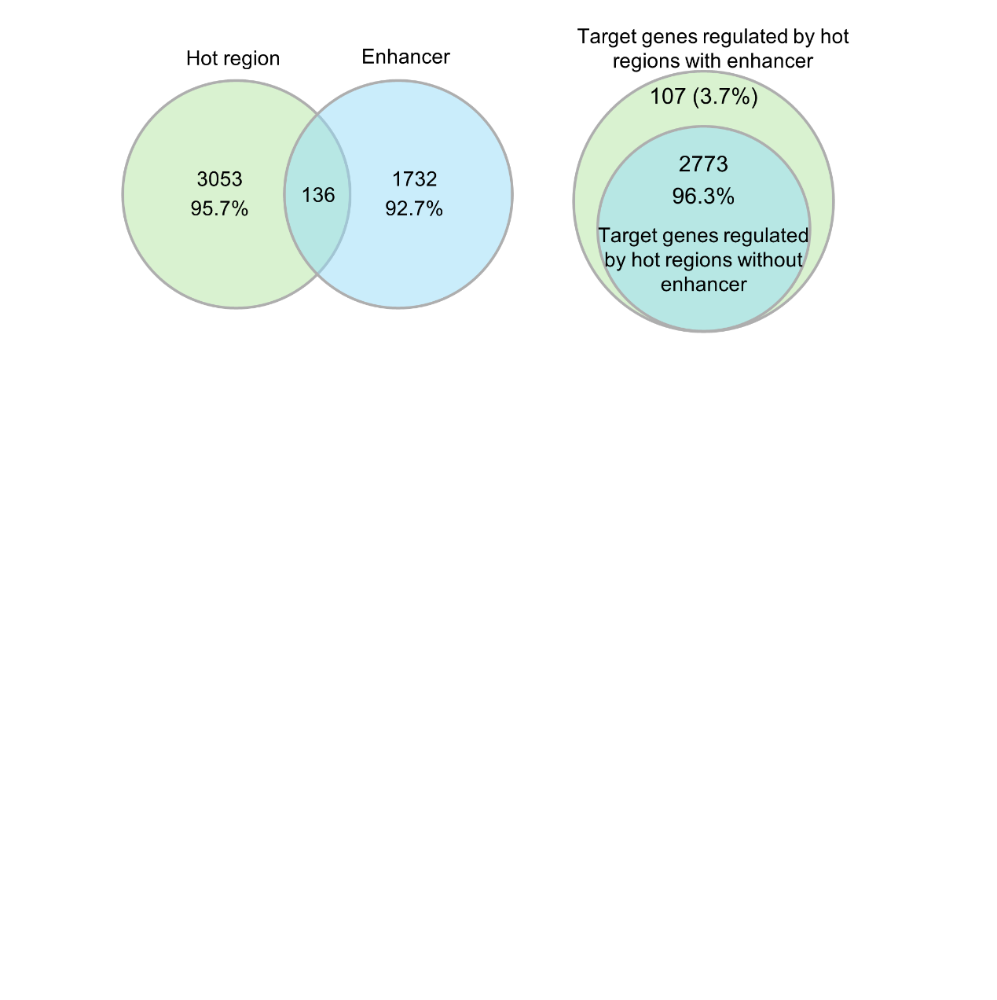 Hot region
Enhancer
3053
95.7%
136
1732
92.7%
Target genes regulated by hot
regions with enhancer
107 (3.7%)
2773
96.3%
Target genes regulated
by hot regions without
enhancer